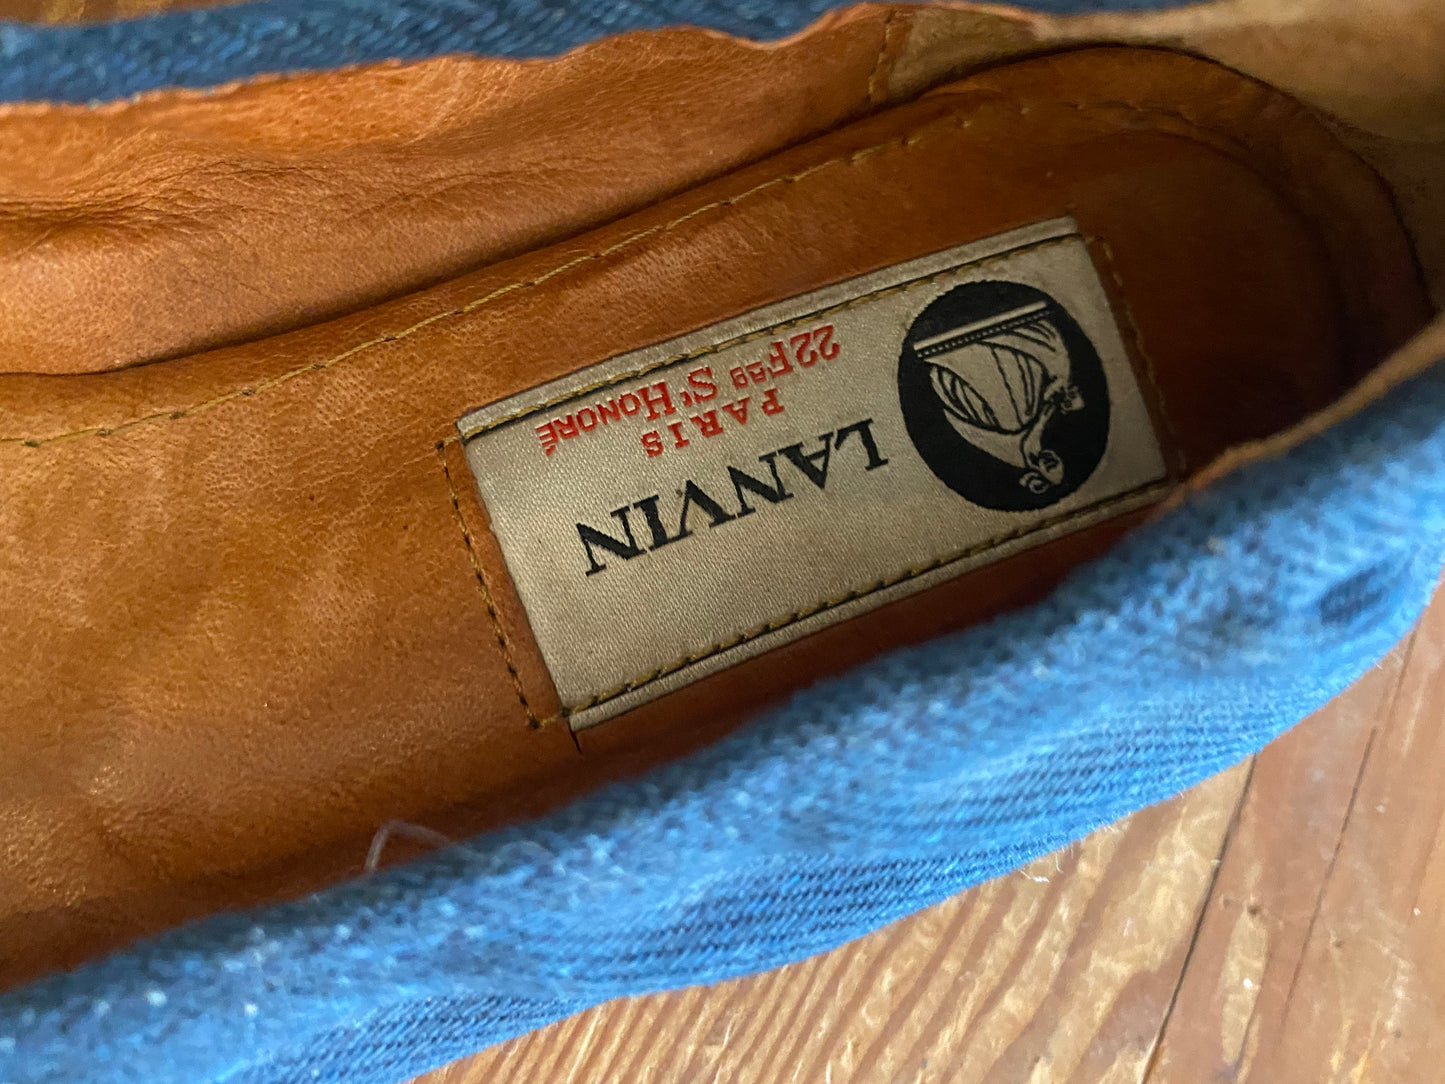 LANVIN
PARIS
22 Fbg St HONORÉ